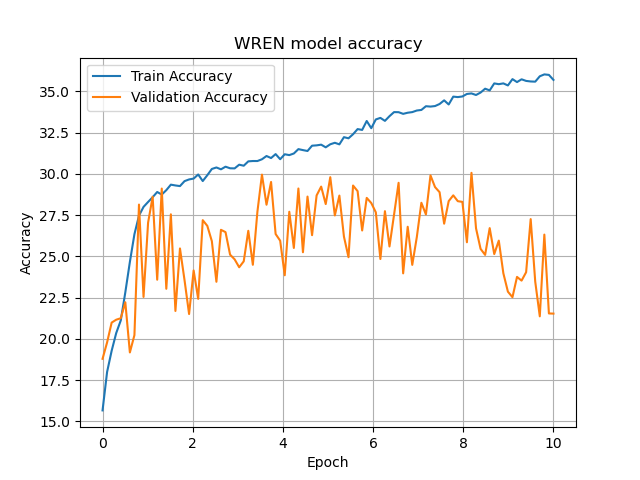 WREN model accuracy
Train Accuracy
Validation Accuracy
35.0
32.5
30.0
27.5
25.0
22.5
20.0
17.5
15.0
Accuracy
0 2 4 6 8 10
Epoch